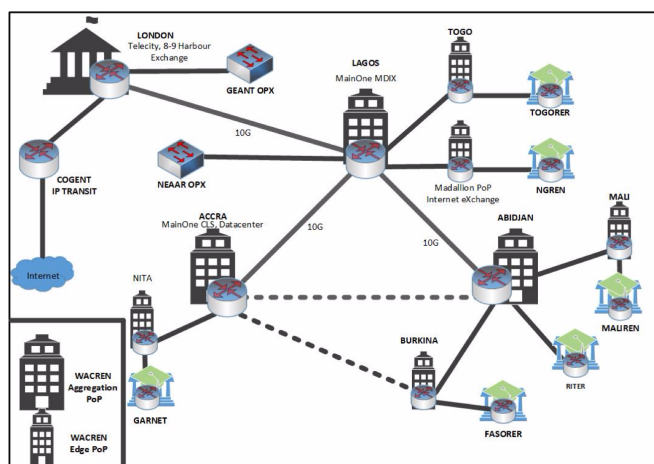 LONDON
Telecity, 8-9 Harbour
Exchange
GEANT OPX
LAGOS
MainOne MDIX
TOGO
TOGORER
10G
COGENT
IP TRANSIT
NEAAR OPX
Madallion PoP
Internet eXchange
NGREN
MALI
ACCRA
MainOne CLS, Datacenter
10G
10G
ABIDJAN
Internet
NITA
MALIREN
BURKINA
RITER
GARNET
FASORER
WACREN
Aggregation
PoP
WACREN
Edge PoP